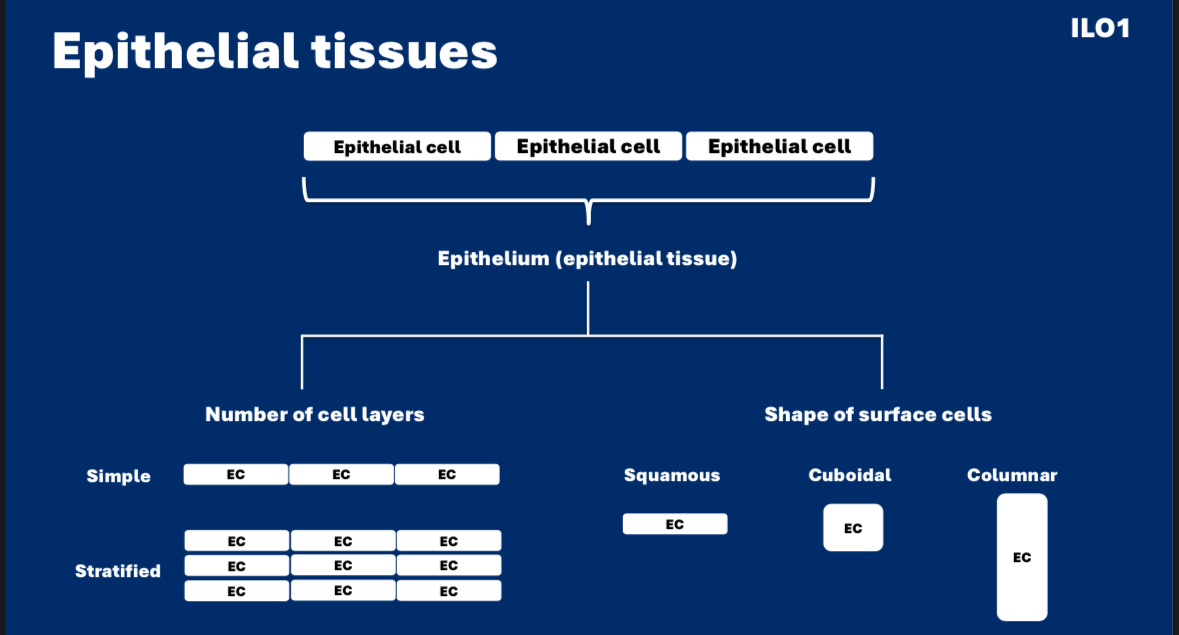 ILO1
Epithelial tissues
Epithelial cell Epithelial cell Epithelial cell
Epithelium (epithelial tissue)
Number of cell layers
Simple
EC EC EC
Stratified
EC EC EC
EC EC EC
EC EC EC
Shape of surface cells
Squamous
EC
Cuboidal
EC
Columnar
EC